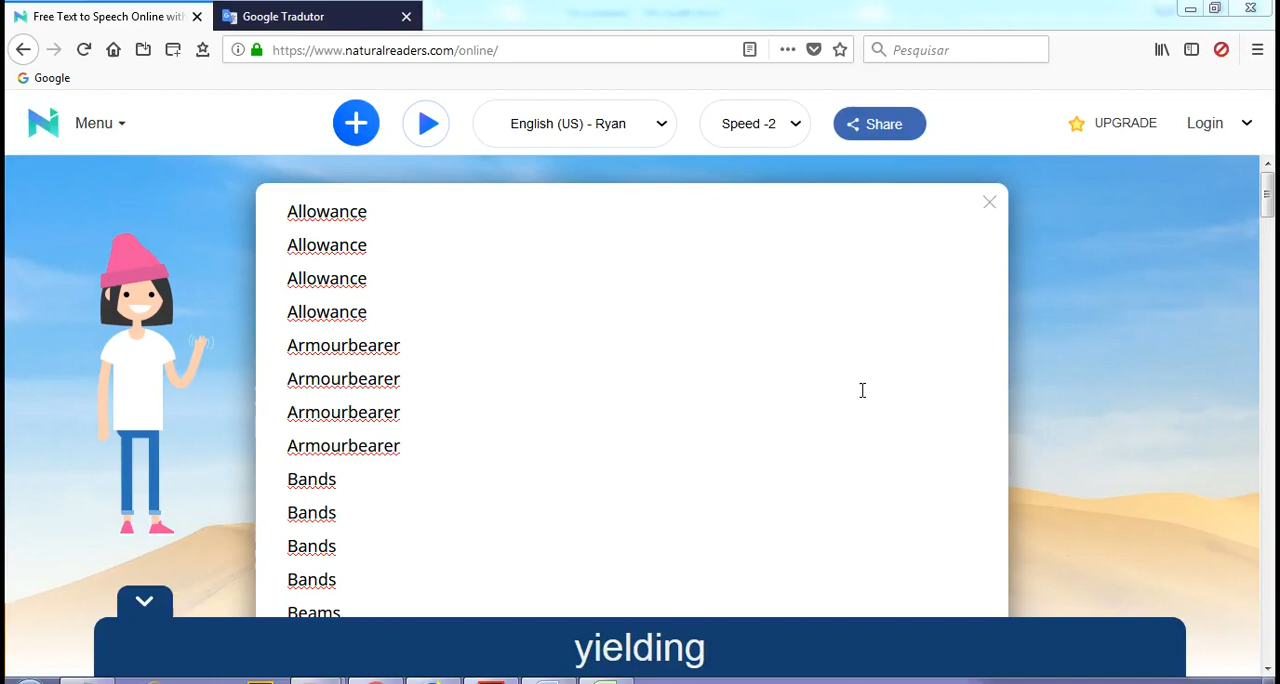 Free Text to Speech Online with
Google Tradutor
https://www.naturalreaders.com/online/
Pesquisar
Google
Menu
English (US) - Ryan
Speed -2
Share
UPGRADE
Login
Allowance
Allowance
Allowance
Allowance
Armourbearer
Armourbearer
Armourbearer
Armourbearer
Bands
Bands
Bands
Bands
Beams
yielding